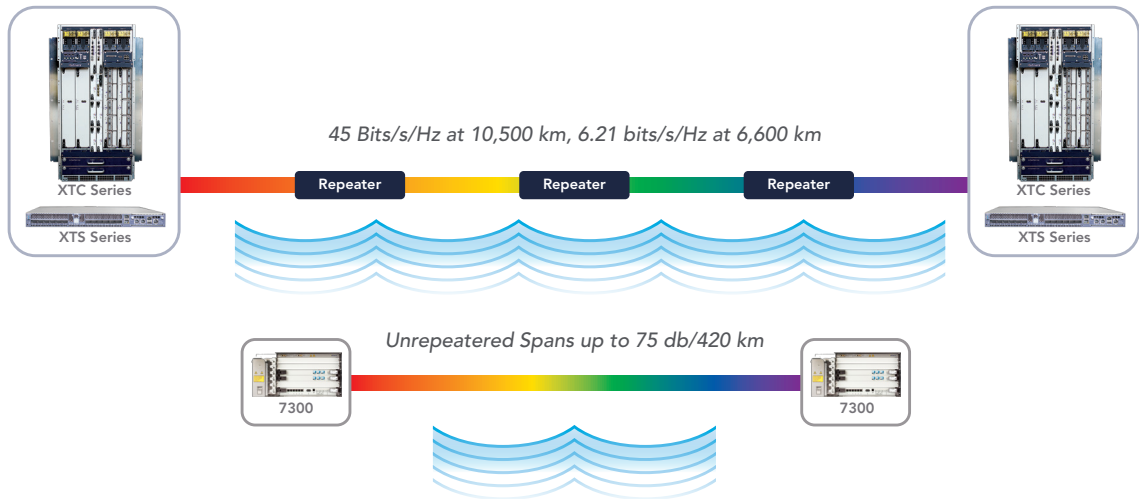 45 Bits/s/Hz at 10,500 km, 6.21 bits/s/Hz at 6,600 km
Repeater
Repeater
Repeater
XTC Series
XTS Series
XTC Series
XTS Series
Unrepeatered Spans up to 75 db/420 km
7300
7300